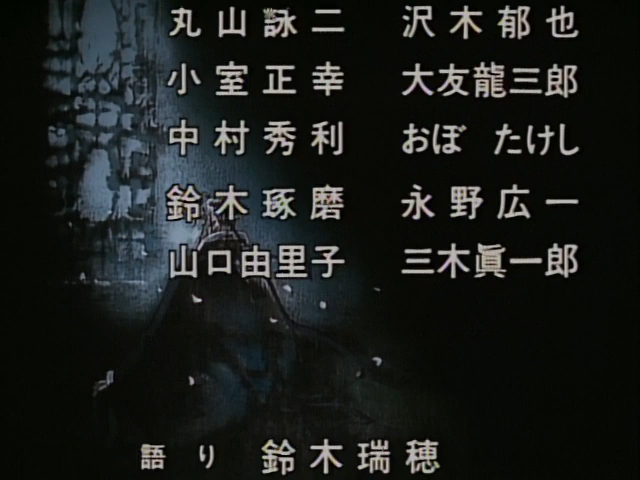 丸山詠二 沢木郁也
小室正幸 大友龍三郎
中村秀利 おぼ たけし
鈴木琢磨 永野広一
山口由里子 三木眞一郎
語り 鈴木瑞穂